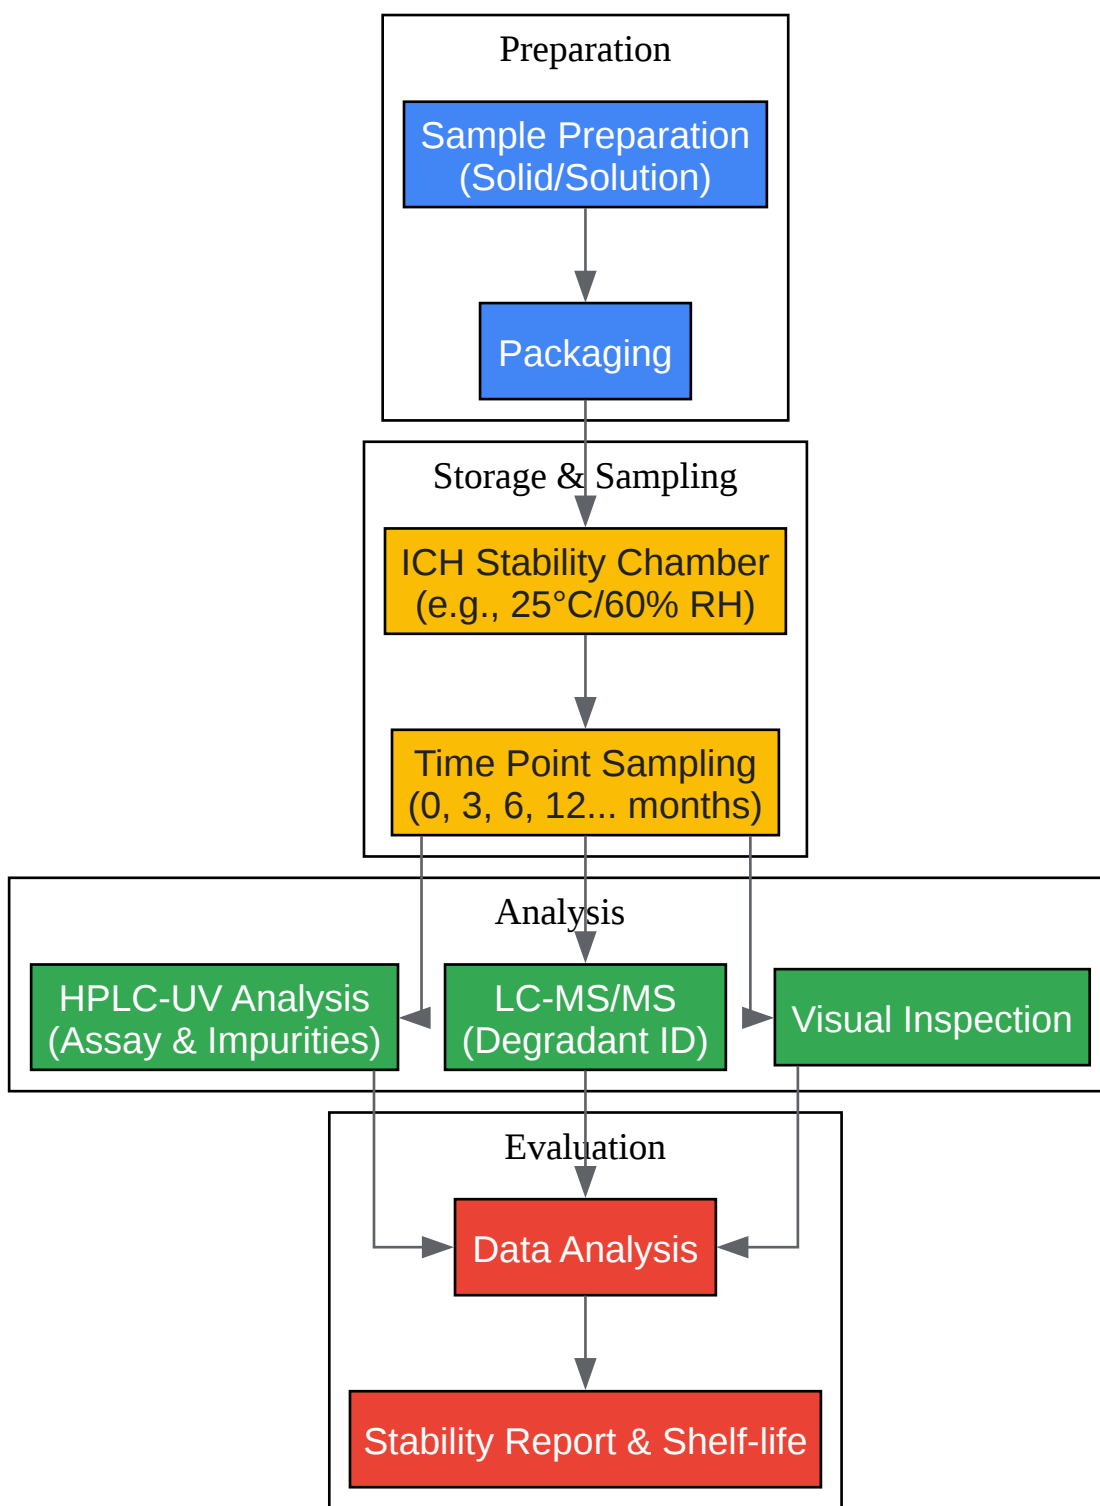 Preparation
Sample Preparation
(Solid/Solution)
Packaging
Storage & Sampling
ICH Stability Chamber
(e.g., 25°C/60% RH)
Time Point Sampling
(0, 3, 6, 12... months)
Analysis
HPLC-UV Analysis
(Assay & Impurities)
LC-MS/MS
(Degradant ID)
Visual Inspection
Evaluation
Data Analysis
Stability Report & Shelf-life